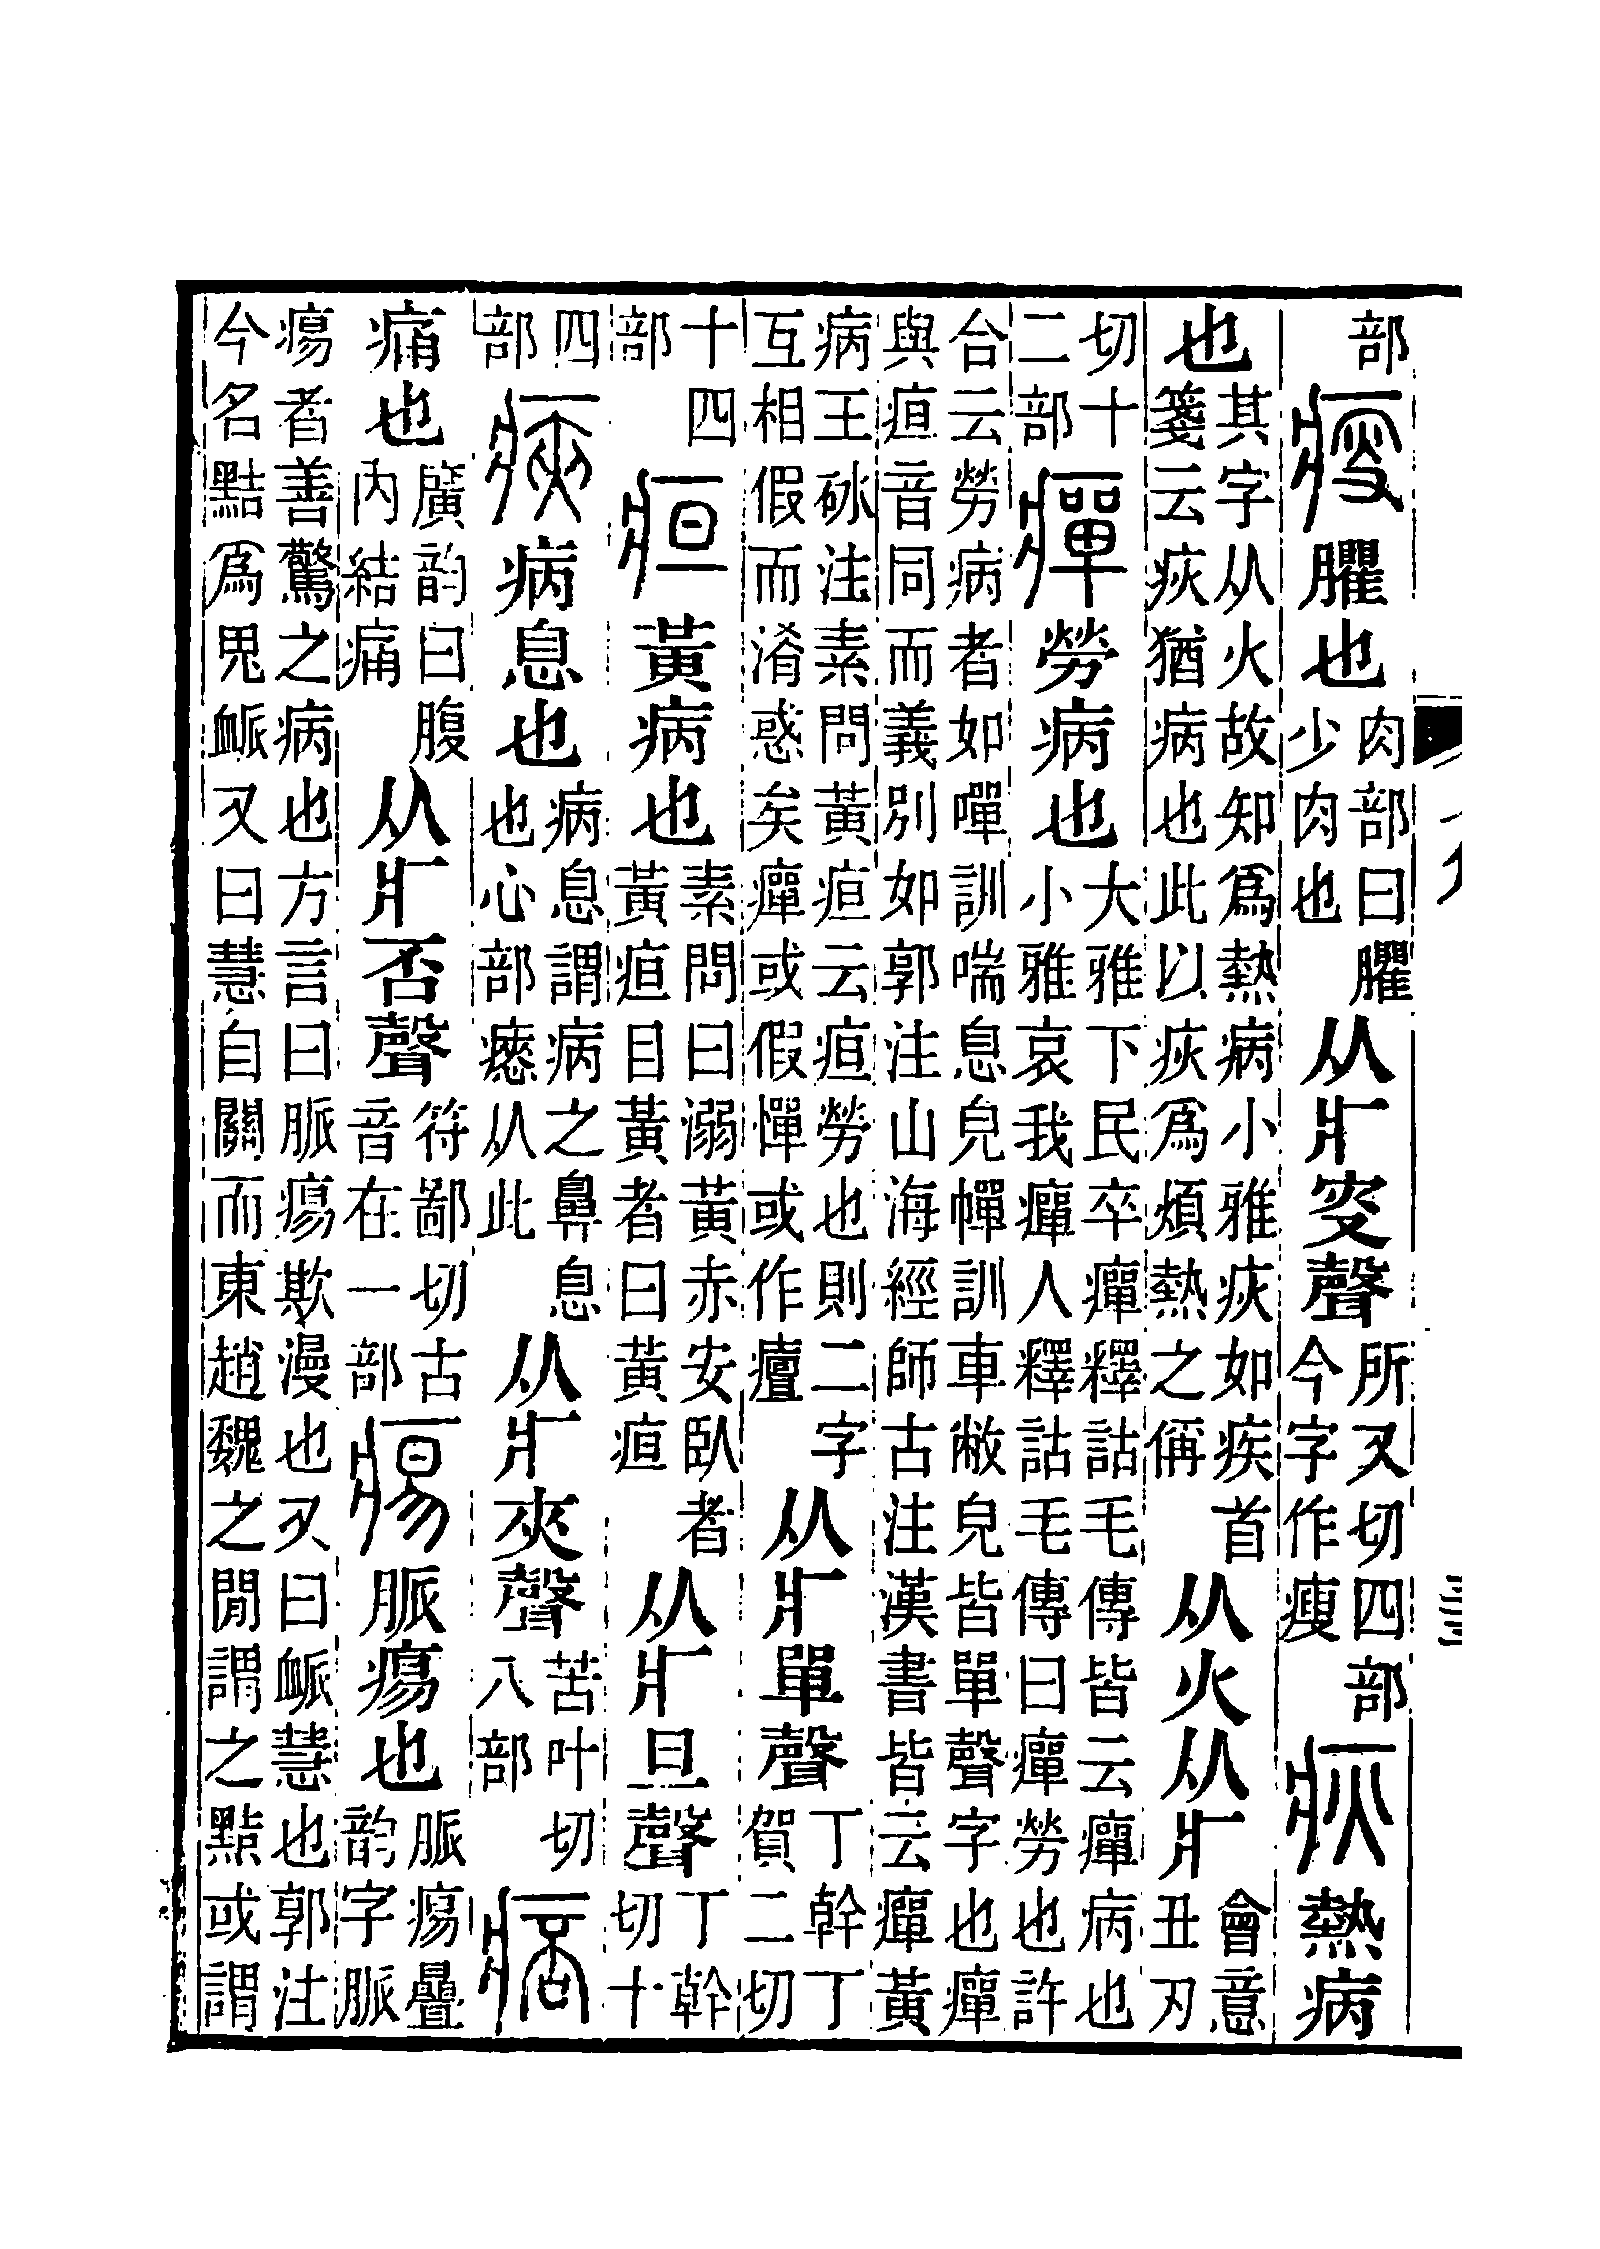 部瘦臞也肉部曰臞少肉也从疒叜聲所又切四部今字作瘦疢熱病
也其字从火故知爲熱病小雅疢如疾首箋云疢猶病也此以疢爲煩熱之稱从火从疒會意丑刃
切十二部癉勞病也大雅下民卒癉釋詁毛傳皆云癉病也小雅哀我癉人釋詁毛傳曰癉勞也許
合云勞病者如嘽訓喘息皃幝訓車敝皃皆單聲字也癉與疸音同而義別如郭注山海經師古注漢書皆云癉黃
病王砅注素問黃疸云疸勞也則二字互相假而淆惑矣癉或假憚或作𤺺从疒單聲丁幹丁賀二切
十四部疸黃病也素問曰溺黃赤安臥者黃疸目黃者曰黃疸从疒旦聲丁幹切十
四部㾜病息也病息謂病之鼻息也心部瘱从此从疒夾聲苦叶切八部痞
痛也廣韵曰腹內結痛从疒否聲符鄙切古音在一部㾮脈㾮也脈㾮疊韵字脈
㾮者善驚之病也方言曰脈㾮欺漫也又曰衇慧也郭注今名黠爲鬼衇又曰慧自關而東趙魏之閒謂之黠或謂